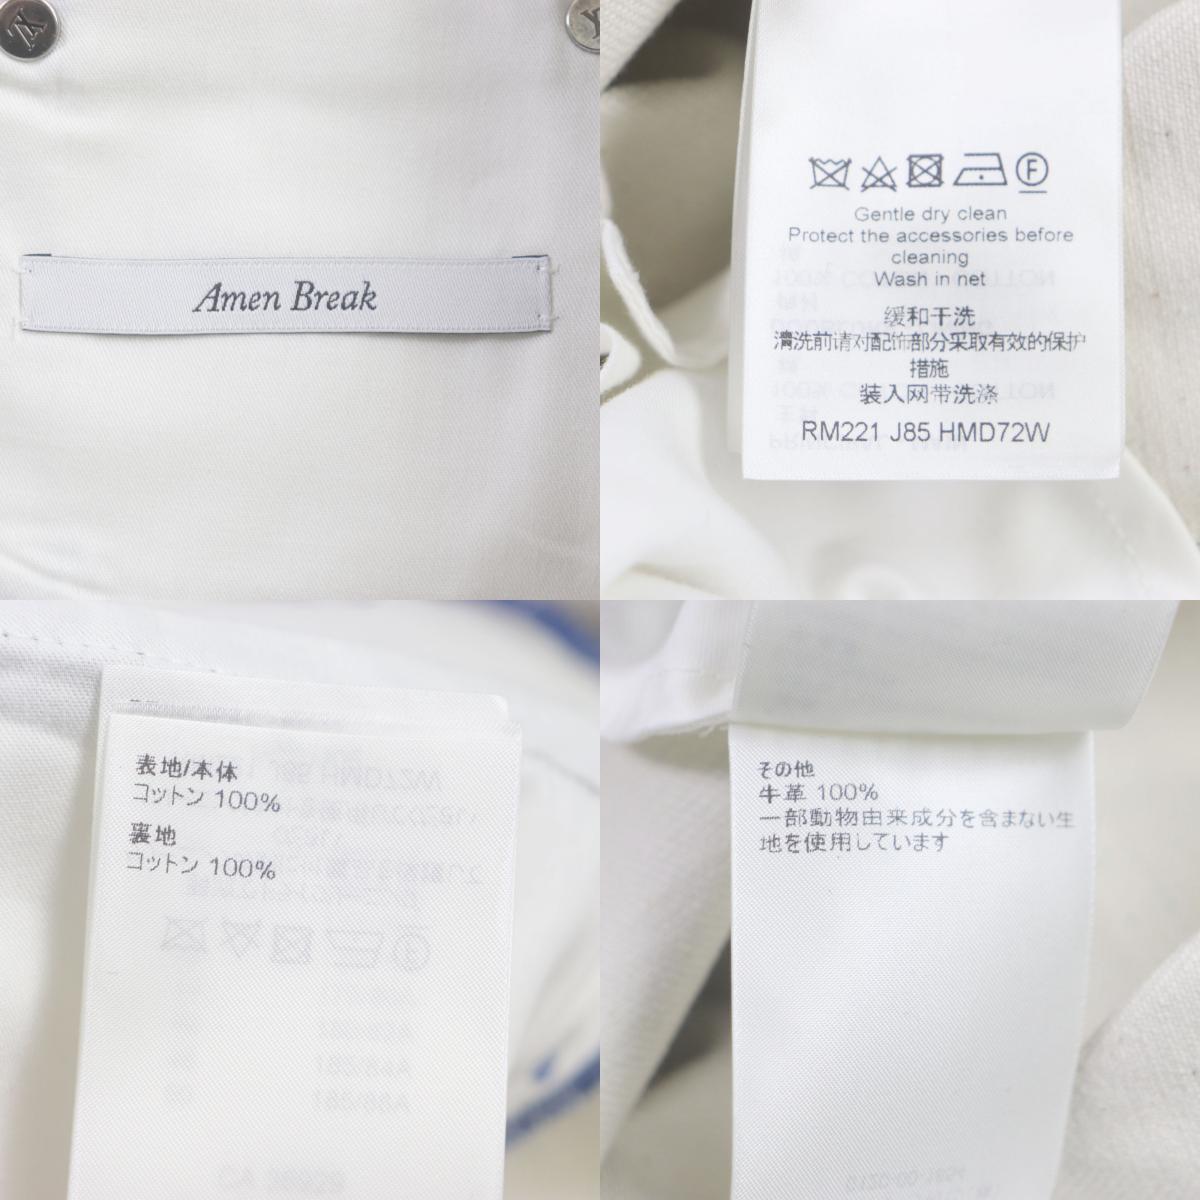 Amen Break
F
Gentle dry clean
Protect the accessories before
cleaning
Wash in net
缓和干洗
清洗前请对配饰部分采取有效的保护
措施
装入网带洗涤
RM221 J85 HMD72W
表地/本体
コットン 100%
裏地
コットン 100%
その他
牛革 100%
一部動物由来成分を含まない生
地を使用しています